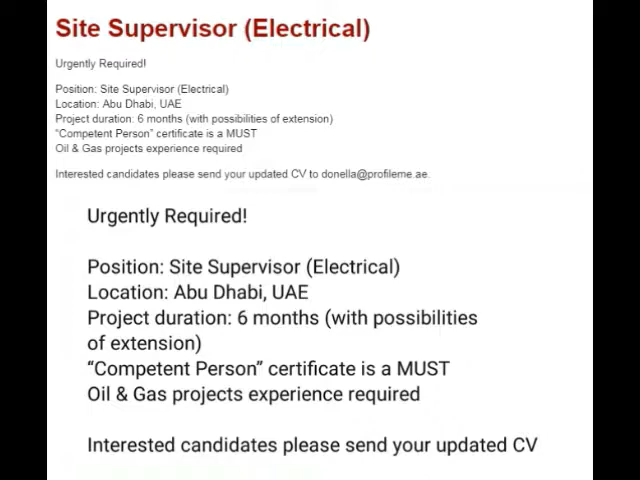 Site Supervisor (Electrical)
Urgently Required!
Position: Site Supervisor (Electrical)
Location: Abu Dhabi, UAE
Project duration: 6 months (with possibilities of extension)
"Competent Person" certificate is a MUST
Oil & Gas projects experience required
Interested candidates please send your updated CV to donella@profileme.ae.
Urgently Required!
Position: Site Supervisor (Electrical)
Location: Abu Dhabi, UAE
Project duration: 6 months (with possibilities
of extension)
“Competent Person” certificate is a MUST
Oil & Gas projects experience required
Interested candidates please send your updated CV